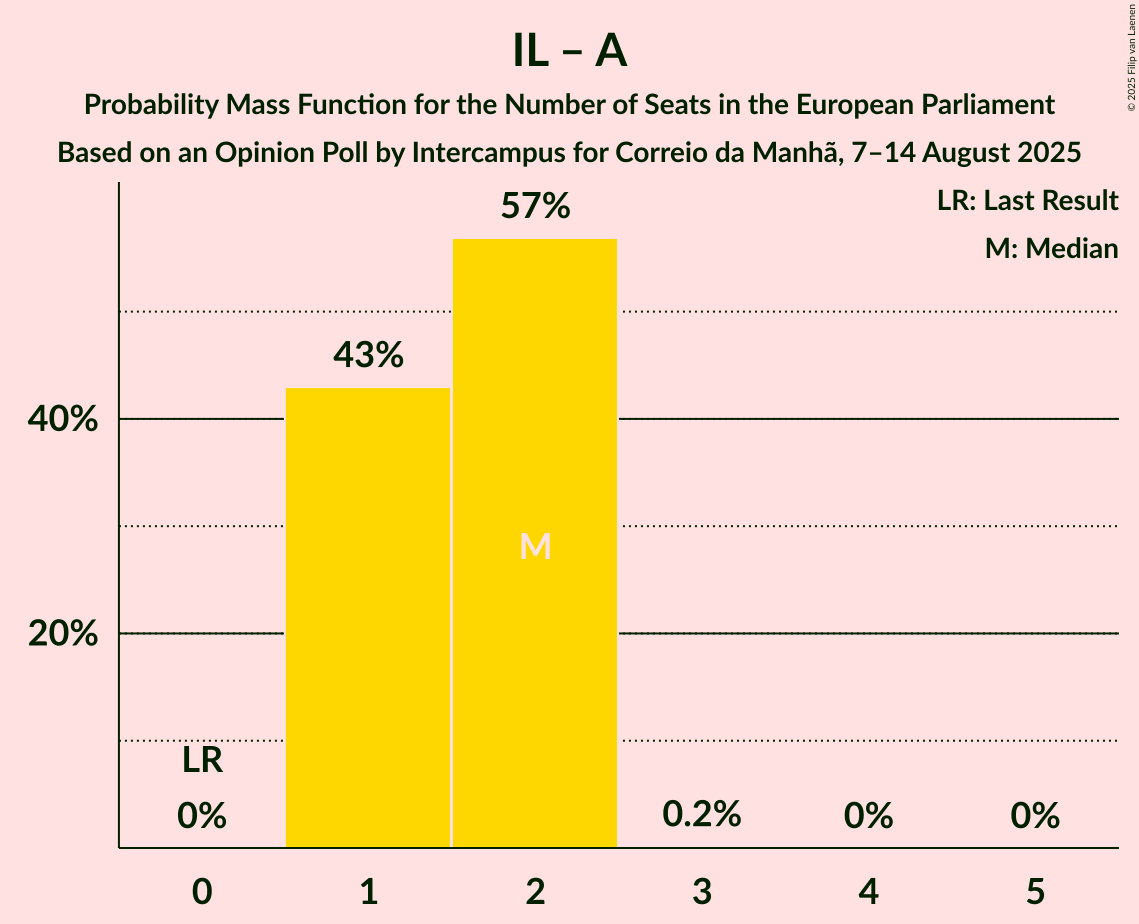 IL – A
Probability Mass Function for the Number of Seats in the European Parliament
Based on an Opinion Poll by Intercampus for Correio da Manhã, 7–14 August 2025
© 2025 Filip van Laenen
LR: Last Result
M: Median
57%
43%
40%
M
20%
LR
0%
0.2%
0%
0%
0
1
2
3
4
5